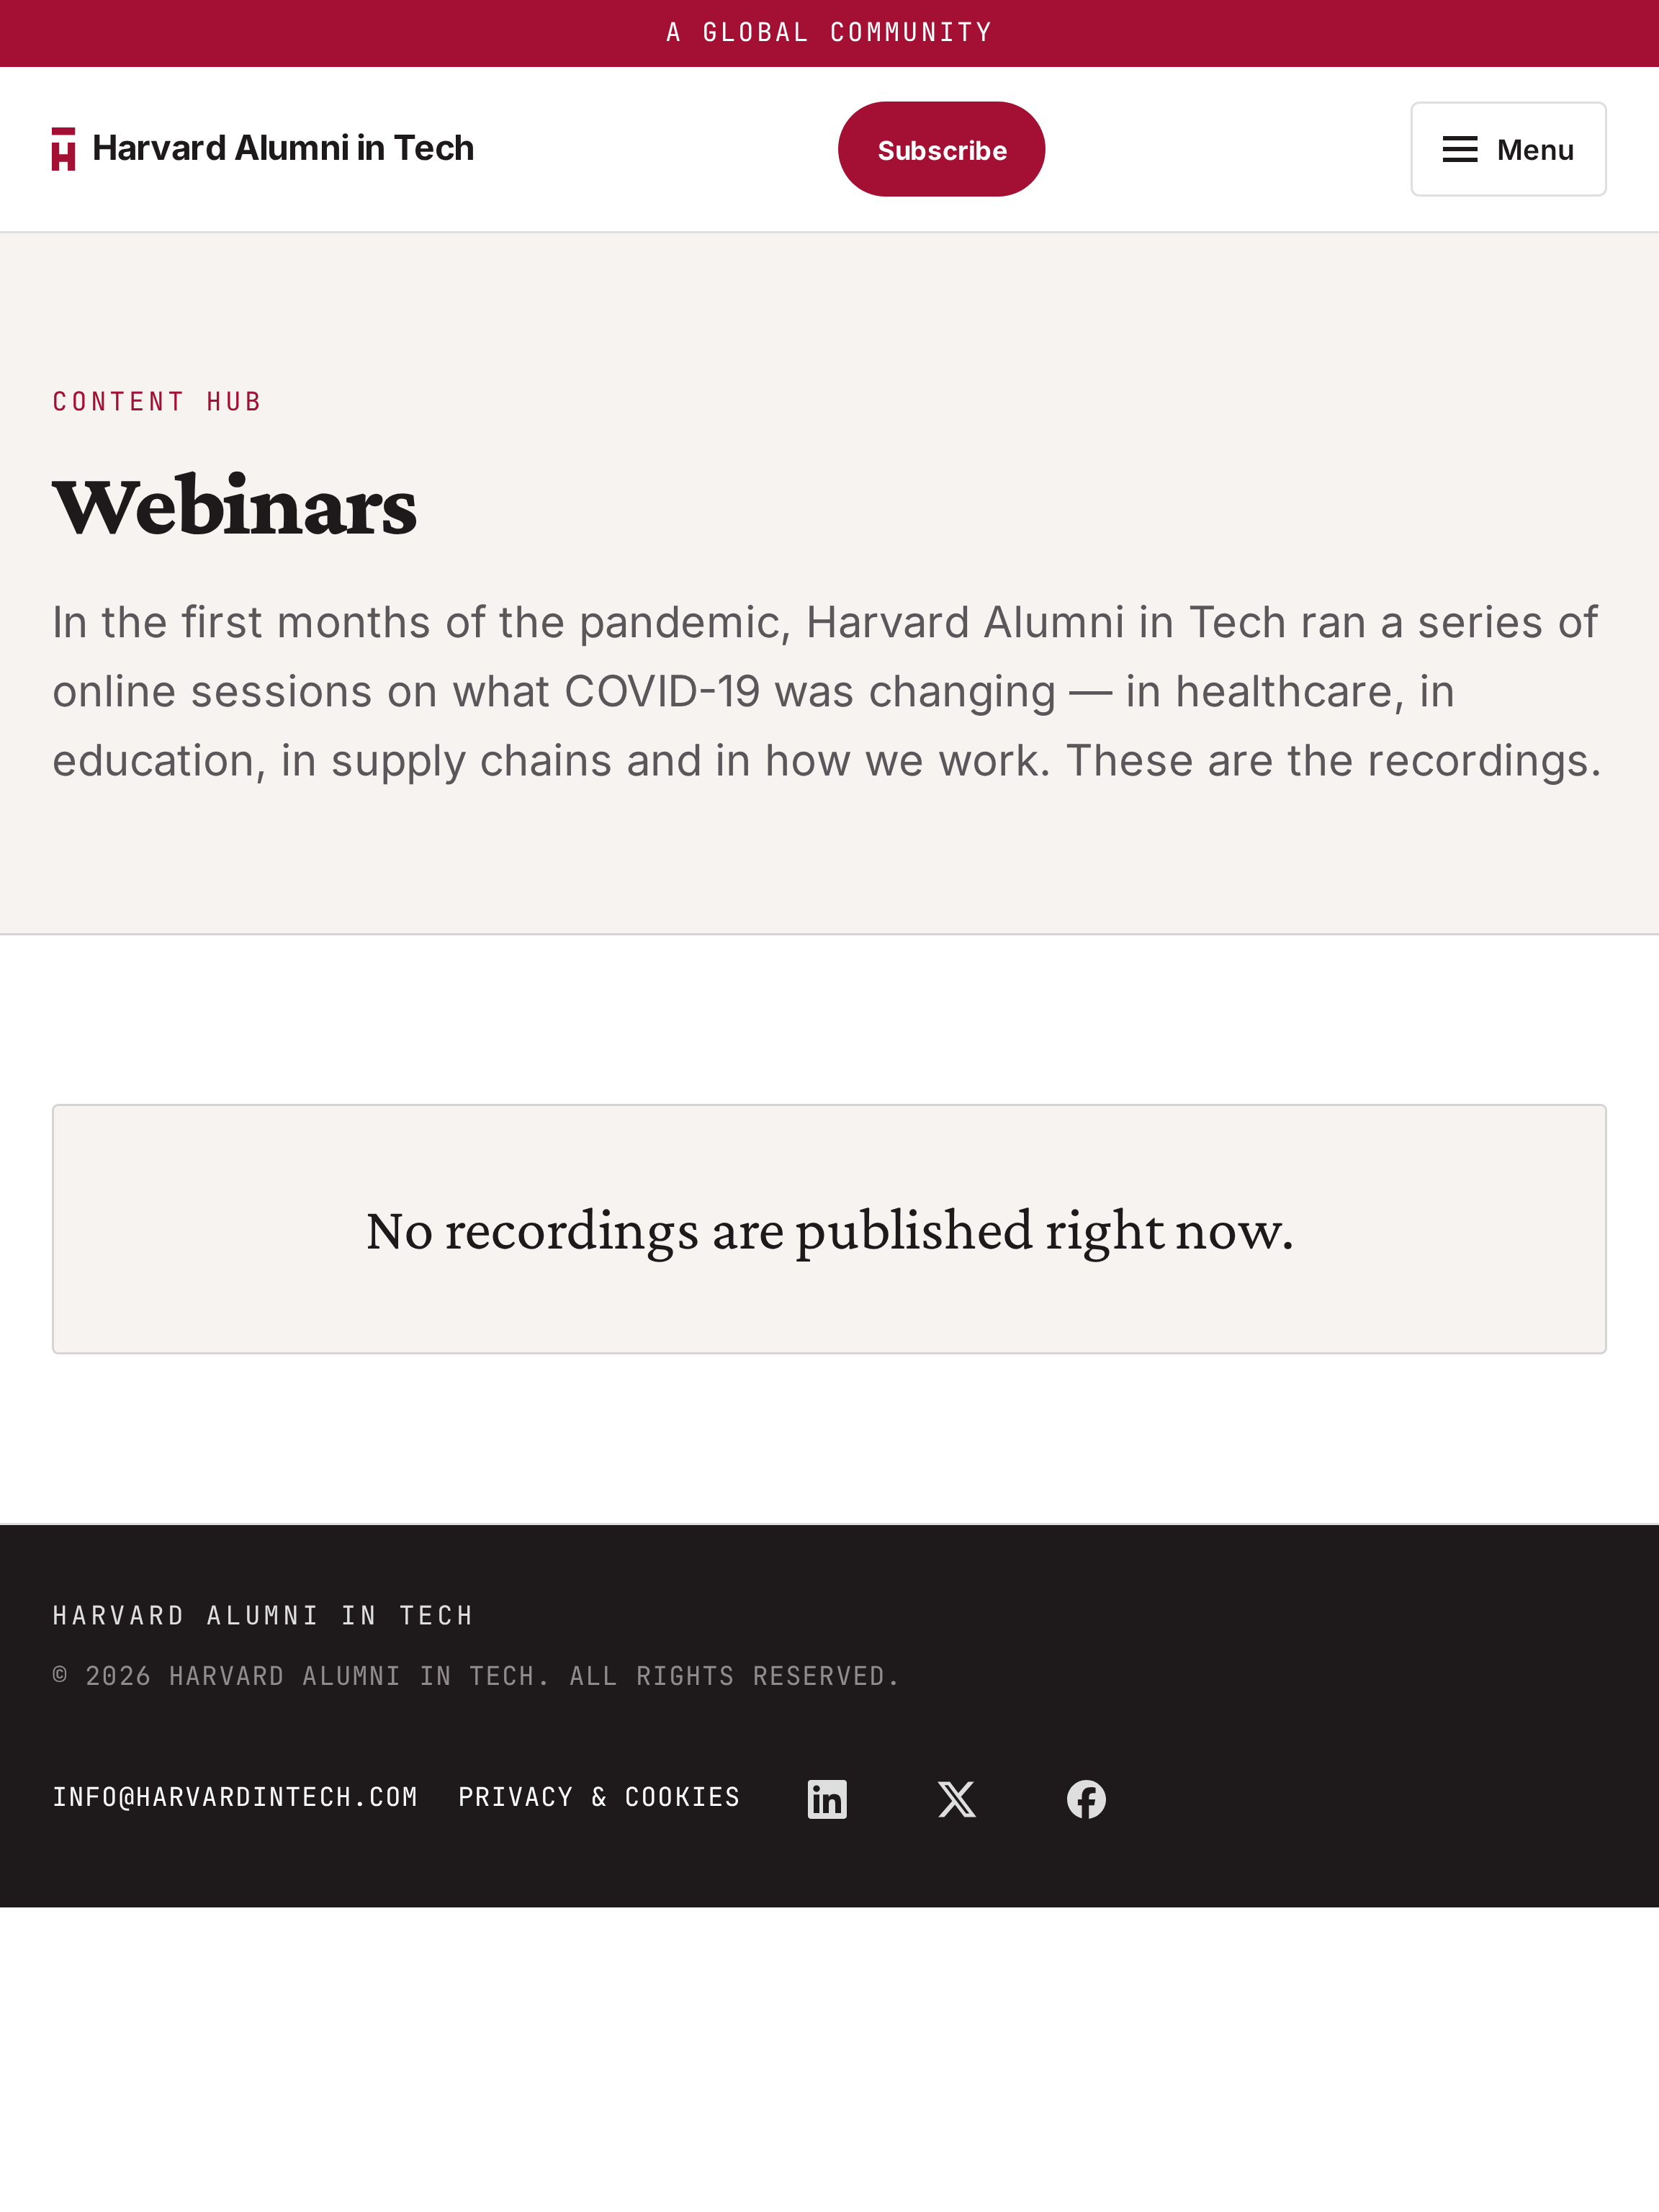 A GLOBAL COMMUNITY
Harvard Alumni in Tech
Subscribe
Menu
CONTENT HUB
Webinars
In the first months of the pandemic, Harvard Alumni in Tech ran a series of
online sessions on what COVID-19 was changing — in healthcare, in
education, in supply chains and in how we work. These are the recordings.
No recordings are published right now.
HARVARD ALUMNI IN TECH
© 2026 HARVARD ALUMNI IN TECH. ALL RIGHTS RESERVED.
INFO@HARVARDINTECH.COM PRIVACY & COOKIES